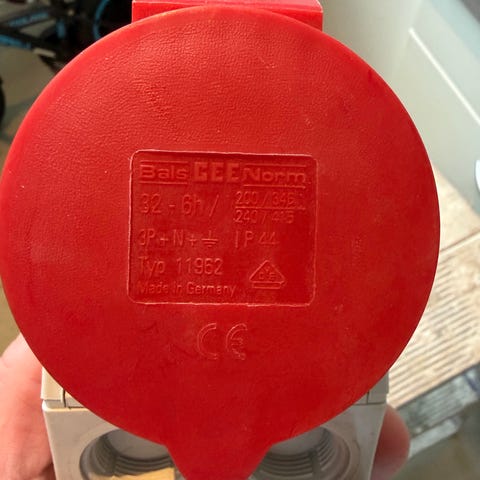 Bals CEE Norm
32 - 6h / 200 / 346
240 / 415
3P+N+⏚ IP 44
Typ 11962
Made in Germany
CE